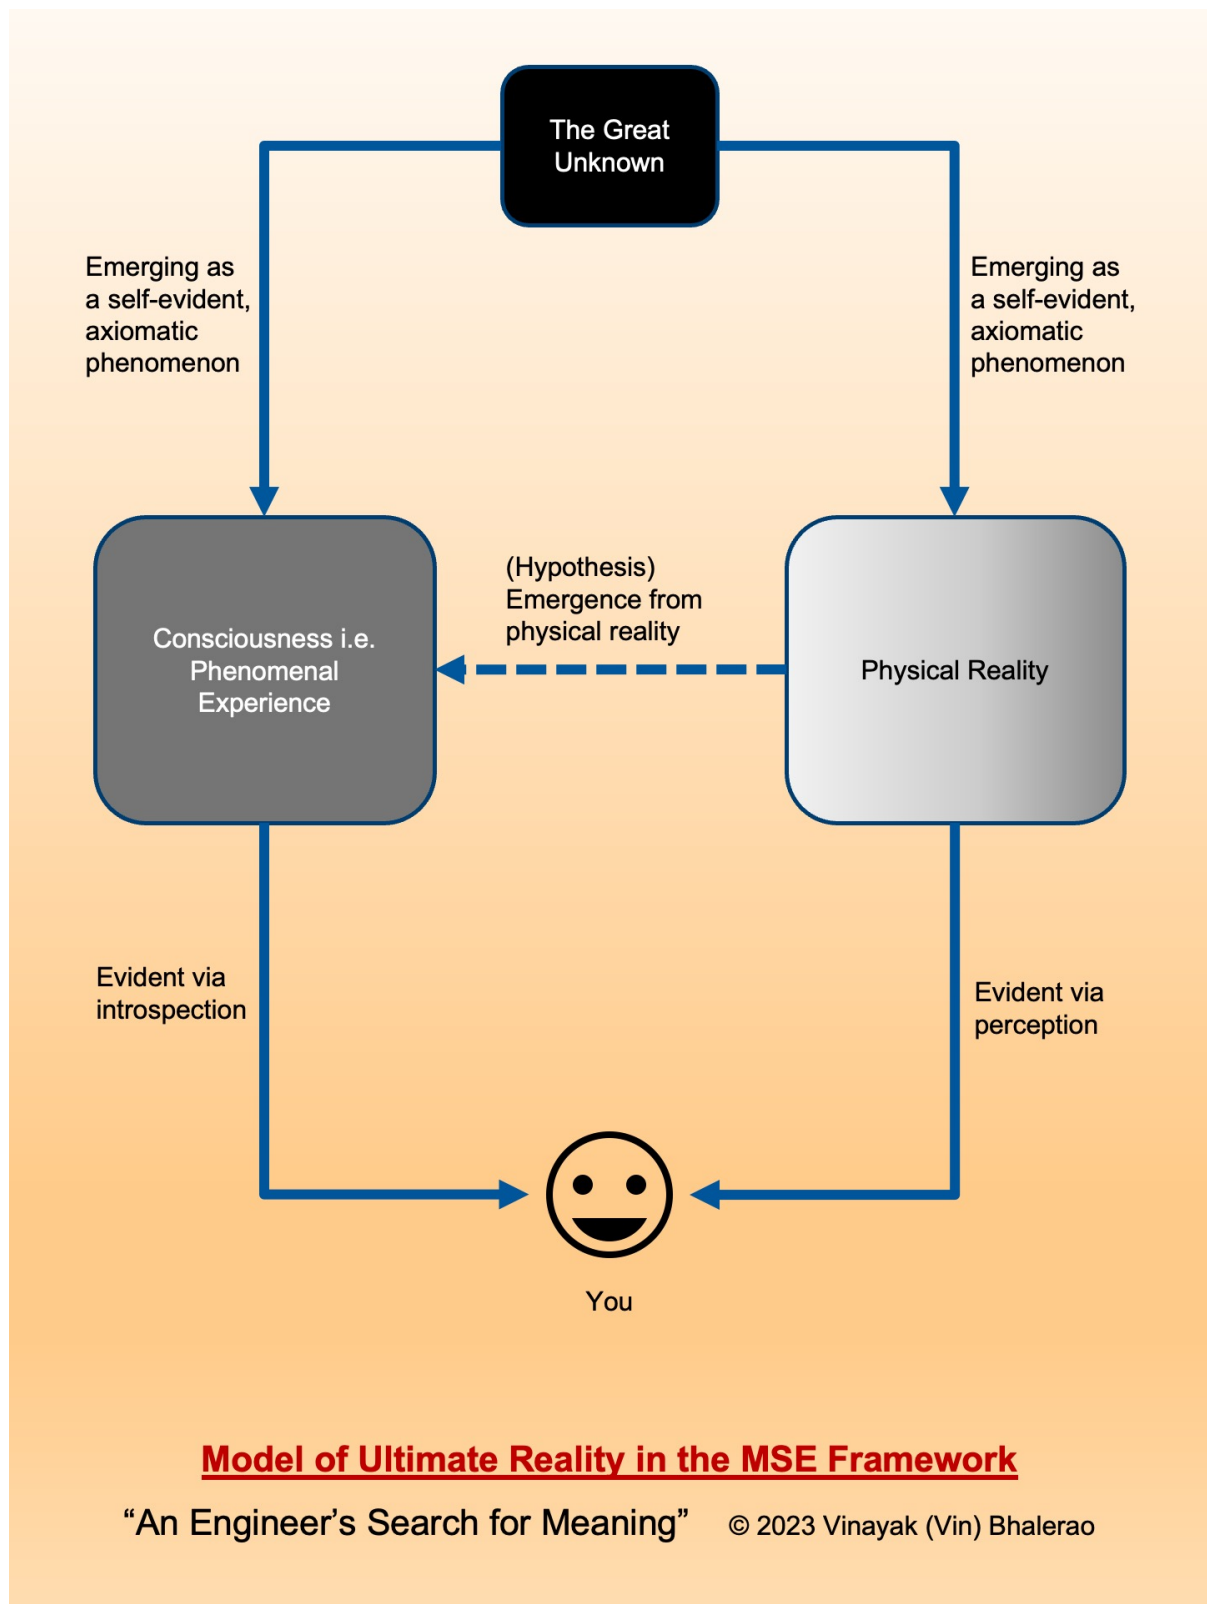 The Great
Unknown
Emerging as
a self-evident,
axiomatic
phenomenon
Emerging as
a self-evident,
axiomatic
phenomenon
(Hypothesis)
Emergence from
physical reality
Consciousness i.e.
Phenomenal
Experience
Physical Reality
Evident via
introspection
Evident via
perception
You
Model of Ultimate Reality in the MSE Framework
“An Engineer’s Search for Meaning” © 2023 Vinayak (Vin) Bhalerao